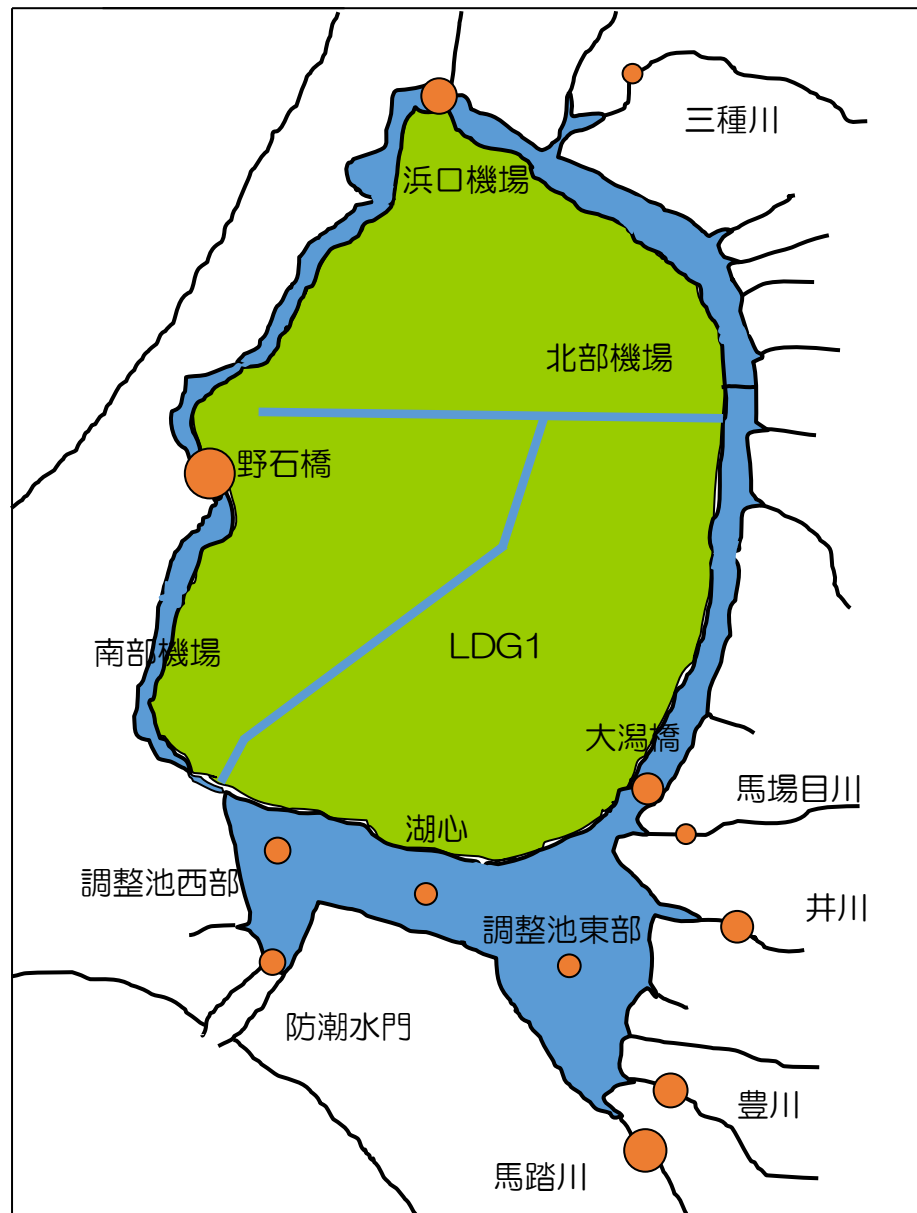 三種川
浜口機場
北部機場
野石橋
南部機場
LDG1
大潟橋
馬場目川
湖心
調整池西部
井川
調整池東部
防潮水門
豊川
馬踏川